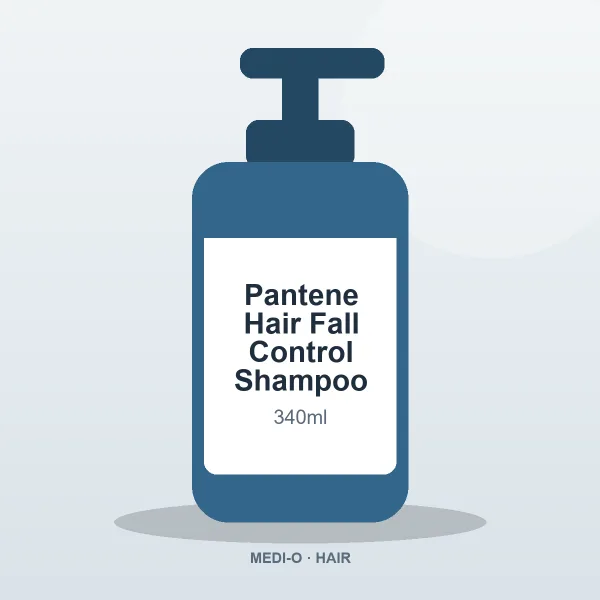 Pantene
Hair Fall
Control
Shampoo
340ml
MEDI-O · HAIR